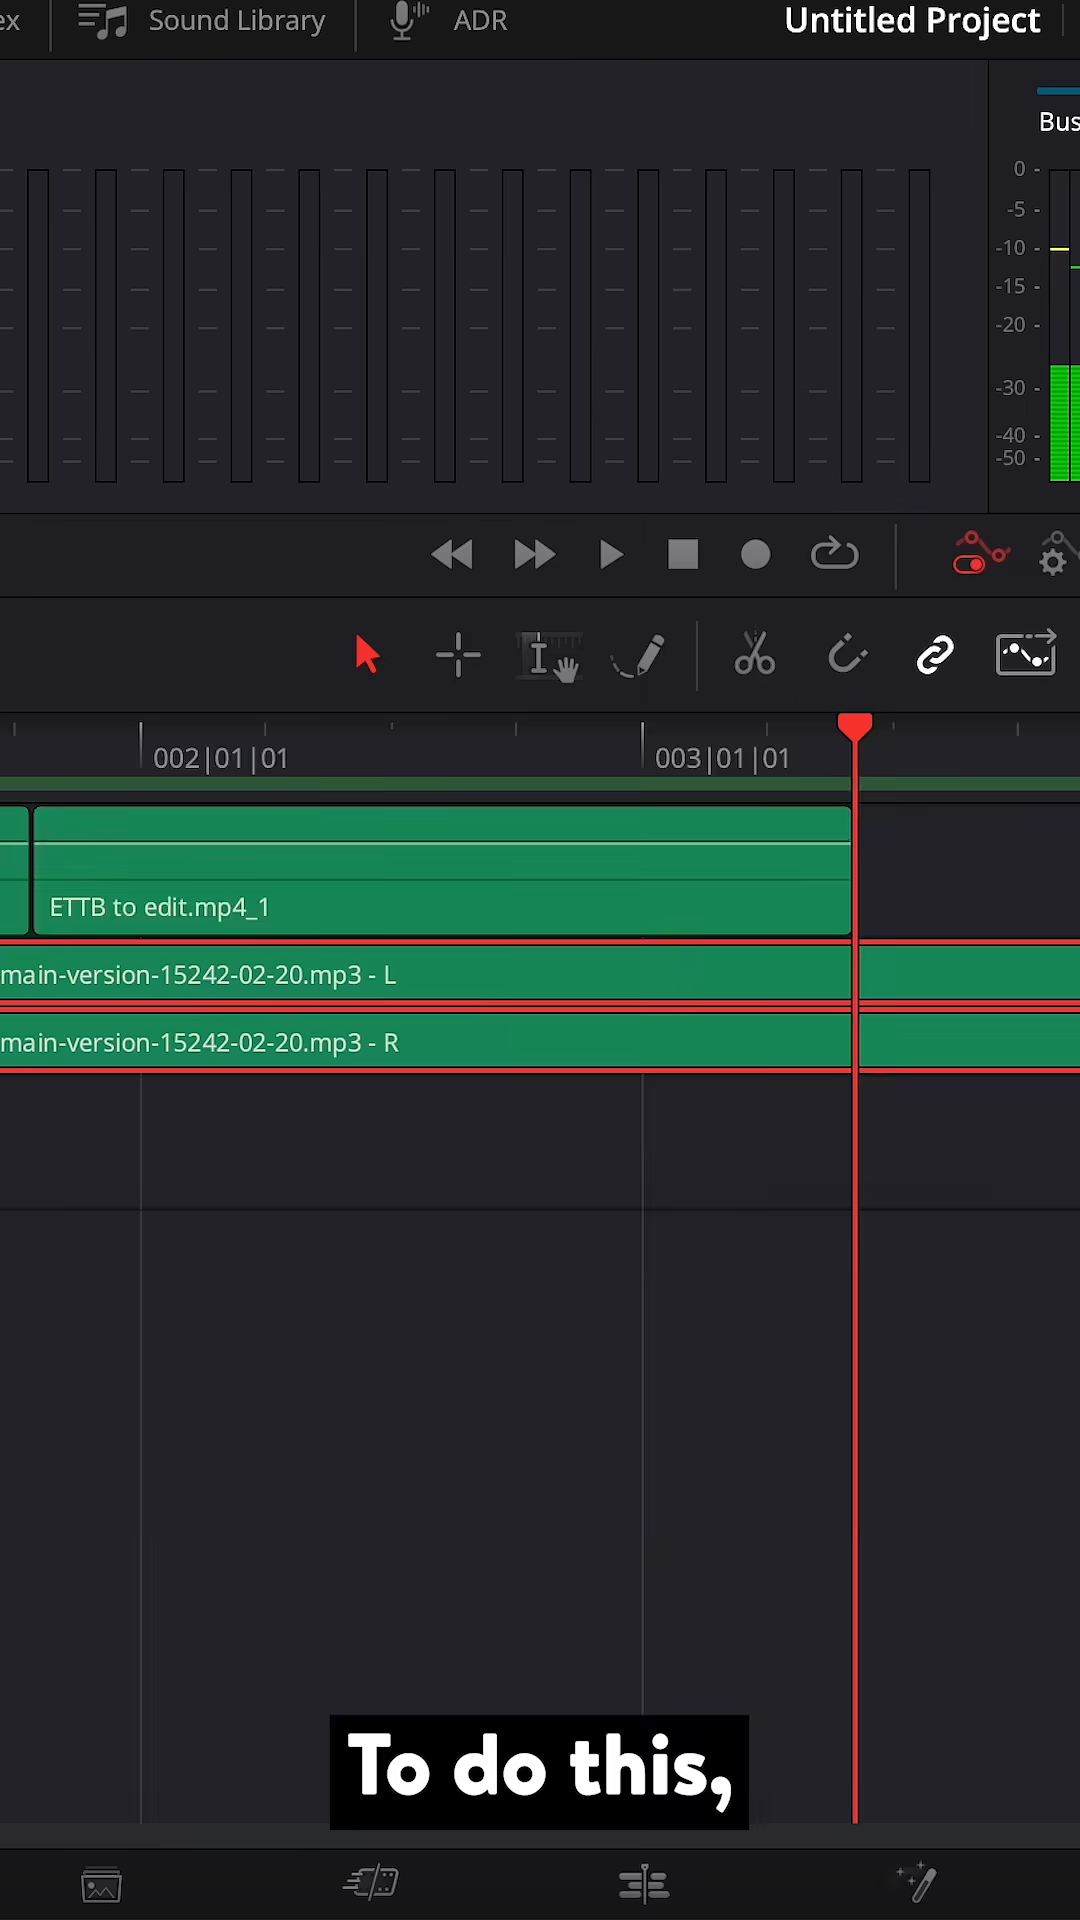 ex
Sound Library
ADR
Untitled Project
Bus
0
-5
-10
-15
-20
-30
-40
-50
002|01|01
003|01|01
ETTB to edit.mp4_1
main-version-15242-02-20.mp3 - L
main-version-15242-02-20.mp3 - R
To do this,